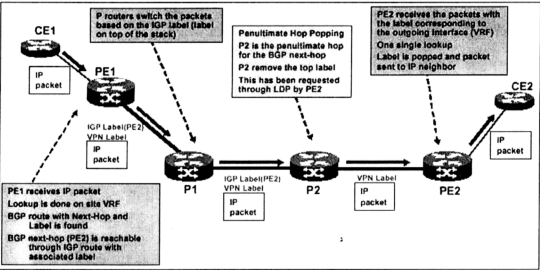 CE1
IP
packet
PE1
P routers switch the packets
based on the IGP label (label
on top of the stack)
Penultimate Hop Popping
P2 is the penultimate hop
for the BGP next-hop
P2 remove the top label
This has been requested
through LDP by PE2
PE2 receives the packets with
the label corresponding to
the outgoing interface (VRF)
One single lookup
Label is popped and packet
sent to IP neighbor
CE2
IP
packet
IGP Label(PE2)
VPN Label
IP
packet
P1
IGP Label(PE2)
VPN Label
IP
packet
P2
VPN Label
IP
packet
PE2
PE1 receives IP packet
Lookup is done on site VRF
BGP route with Next-Hop and
Label is found
BGP next-hop (PE2) is reachable
through IGP route with
associated label